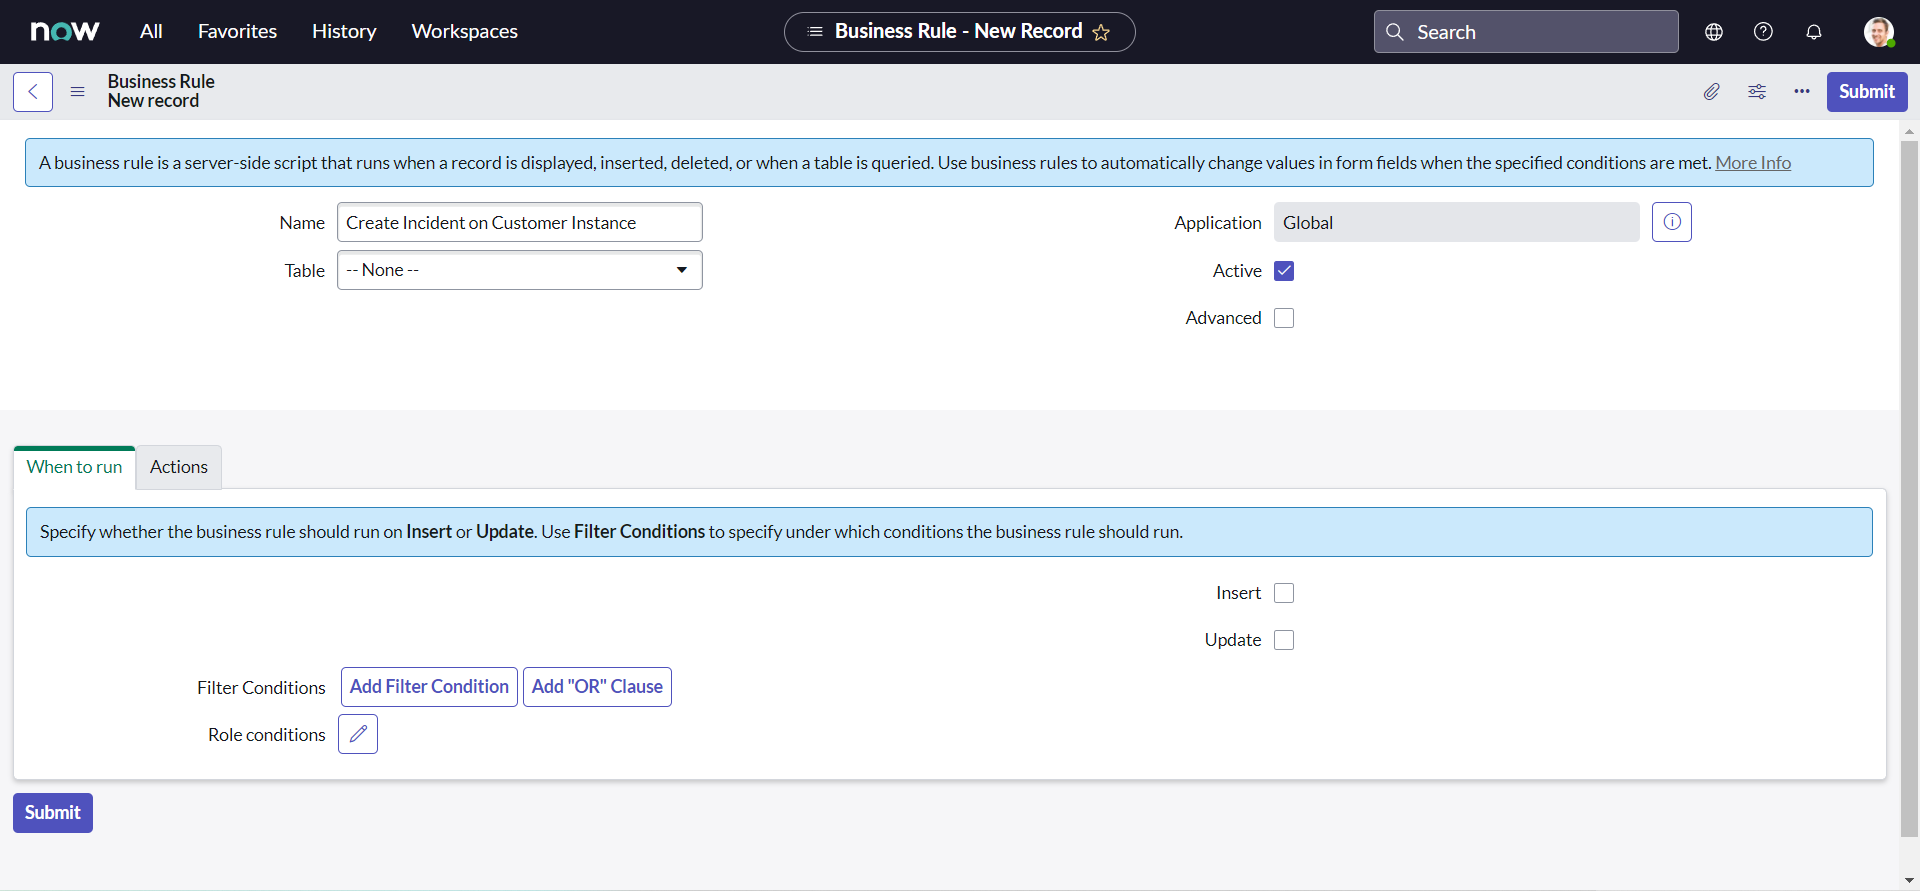 now All Favorites History Workspaces Business Rule - New Record Search
Business Rule
New record
Submit
A business rule is a server-side script that runs when a record is displayed, inserted, deleted, or when a table is queried. Use business rules to automatically change values in form fields when the specified conditions are met. More Info
Name Create Incident on Customer Instance Application Global
Table -- None -- Active
Advanced
When to run Actions
Specify whether the business rule should run on Insert or Update. Use Filter Conditions to specify under which conditions the business rule should run.
Insert
Update
Filter Conditions Add Filter Condition Add "OR" Clause
Role conditions
Submit